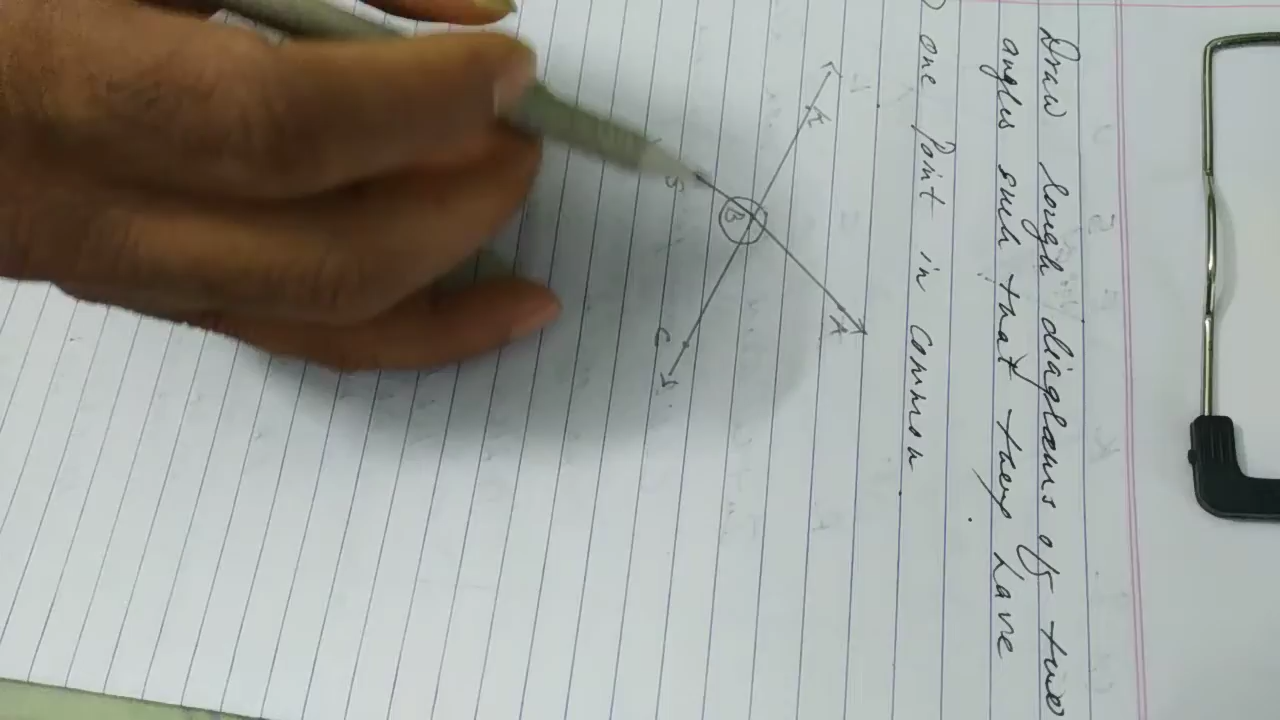 Draw rough diagrams of two
angles such that they have
one Point in common
A
B
A
C
S